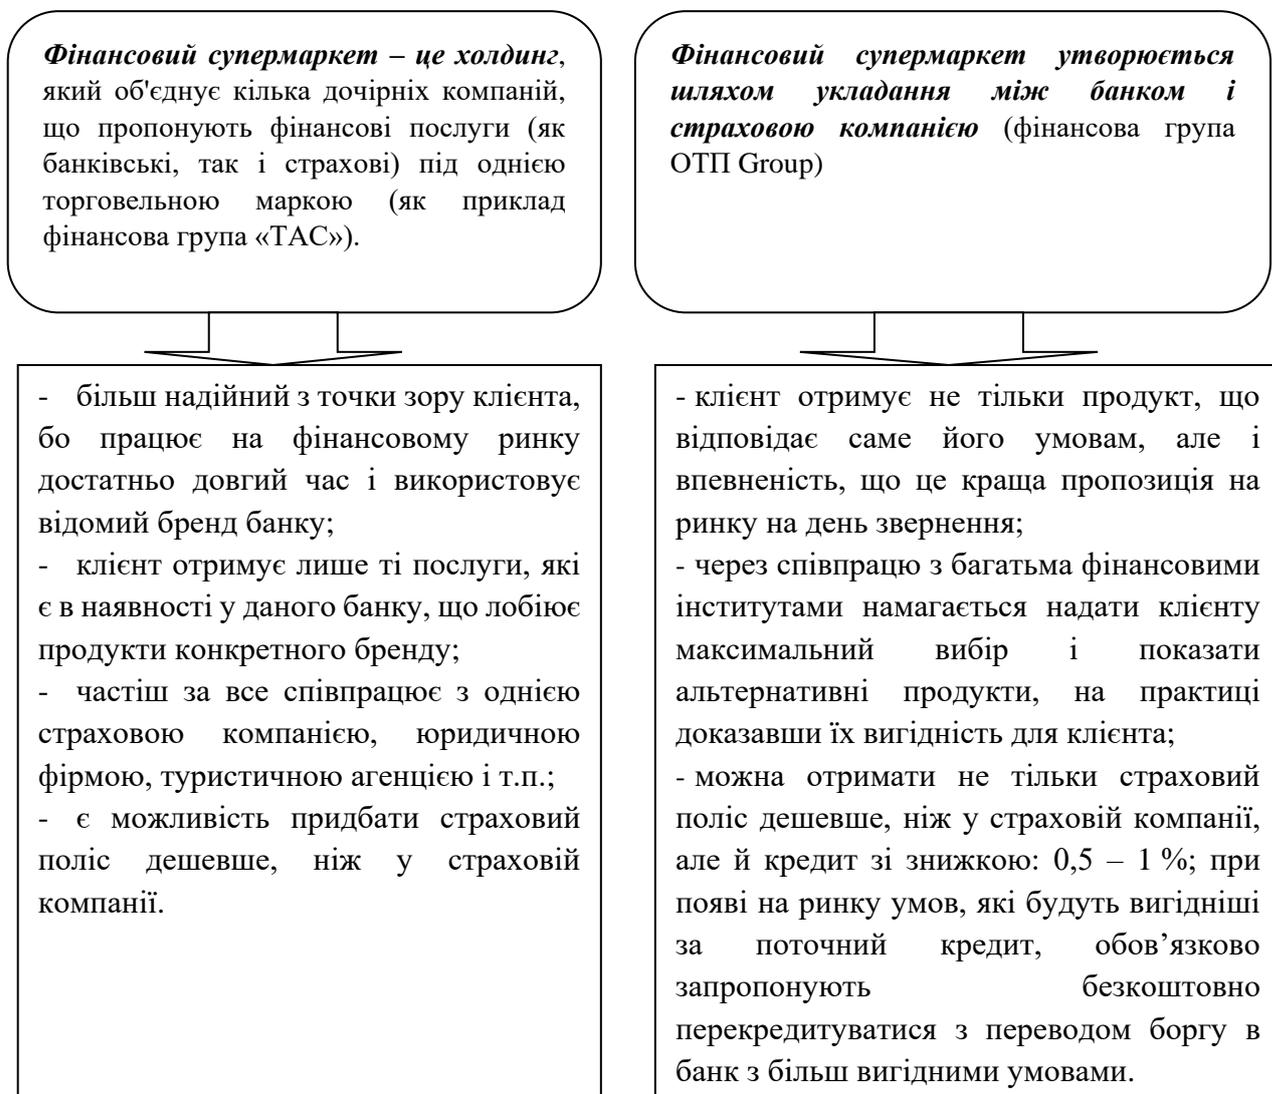 Фінансовий супермаркет – це холдинг,
який об'єднує кілька дочірніх компаній,
що пропонують фінансові послуги (як
банківські, так і страхові) під однією
торговельною маркою (як приклад
фінансова група «ТАС»).
Фінансовий супермаркет утворюється
шляхом укладання між банком і
страховою компанією (фінансова група
ОТП Group)
- більш надійний з точки зору клієнта,
бо працює на фінансовому ринку
достатньо довгий час і використовує
відомий бренд банку;
- клієнт отримує лише ті послуги, які
є в наявності у даного банку, що лобіює
продукти конкретного бренду;
- частіш за все співпрацює з однією
страховою компанією, юридичною
фірмою, туристичною агенцією і т.п.;
- є можливість придбати страховий
поліс дешевше, ніж у страховій
компанії.
- клієнт отримує не тільки продукт, що
відповідає саме його умовам, але і
впевненість, що це краща пропозиція на
ринку на день звернення;
- через співпрацю з багатьма фінансовими
інститутами намагається надати клієнту
максимальний вибір і показати
альтернативні продукти, на практиці
доказавши їх вигідність для клієнта;
- можна отримати не тільки страховий
поліс дешевше, ніж у страховій компанії,
але й кредит зі знижкою: 0,5 – 1 %; при
появі на ринку умов, які будуть вигідніші
за поточний кредит, обов’язково
запропонують безкоштовно
перекредитуватися з переводом боргу в
банк з більш вигідними умовами.